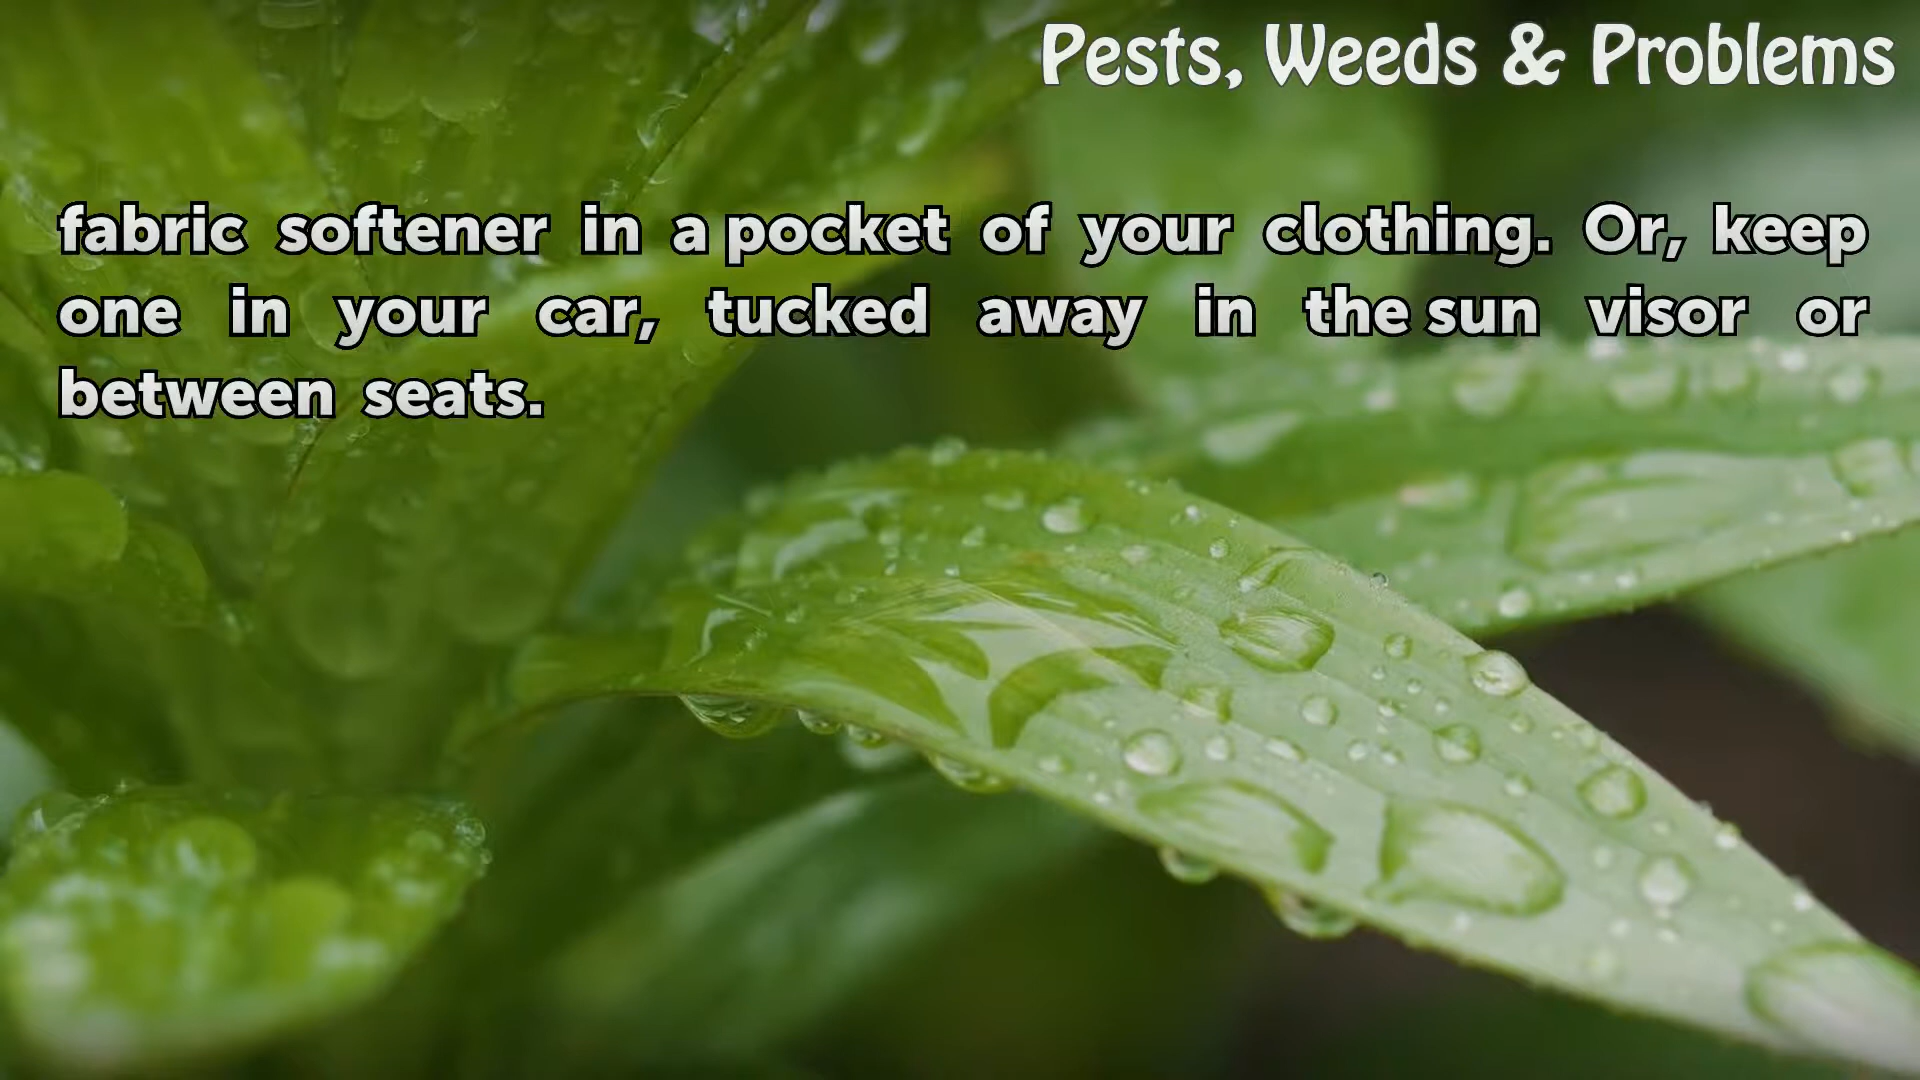 Pests, Weeds & Problems
fabric softener in a pocket of your clothing. Or, keep
one in your car, tucked away in the sun visor or
between seats.